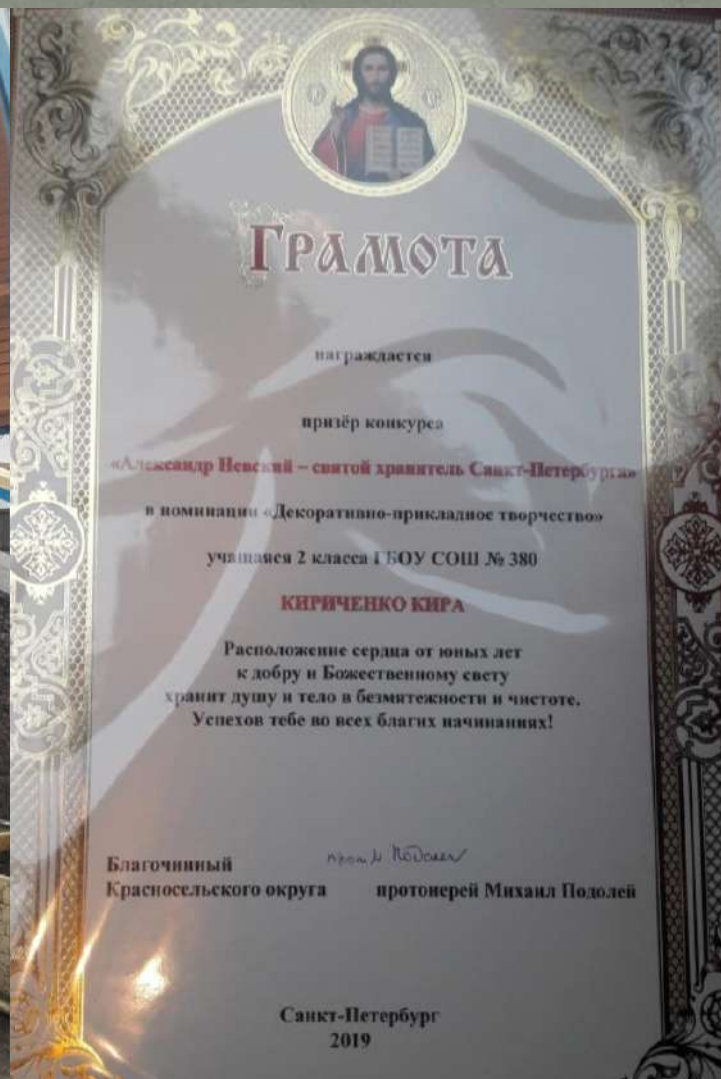 ГРАМОТА
награждается
призёр конкурса
«Александр Невский – святой хранитель Санкт-Петербурга»
в номинации «Декоративно-прикладное творчество»
учащаяся 2 класса ГБОУ СОШ № 380
КИРИЧЕНКО КИРА
Расположение сердца от юных лет
к добру и Божественному свету
хранит душу и тело в безмятежности и чистоте.
Успехов тебе во всех благих начинаниях!
Благочинный
Красносельского округа протоиерей Михаил Подолей
Санкт-Петербург
2019